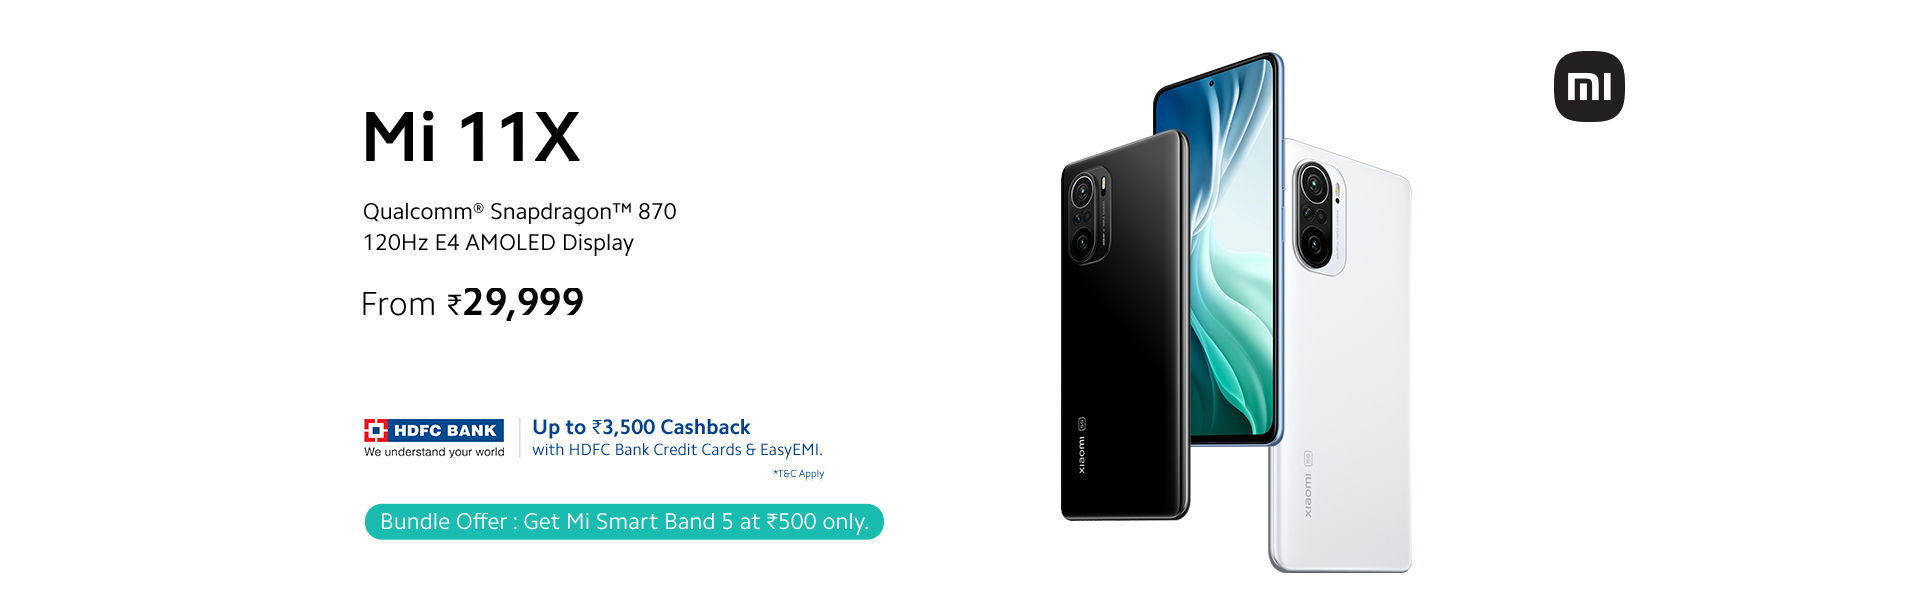 Mi 11X
Qualcomm® Snapdragon™ 870
120Hz E4 AMOLED Display
From ₹29,999
HDFC BANK
We understand your world
Up to ₹3,500 Cashback
with HDFC Bank Credit Cards & EasyEMI.
*T&C Apply
Bundle Offer : Get Mi Smart Band 5 at ₹500 only.
xiaomi 5G
xiaomi 5G
mi